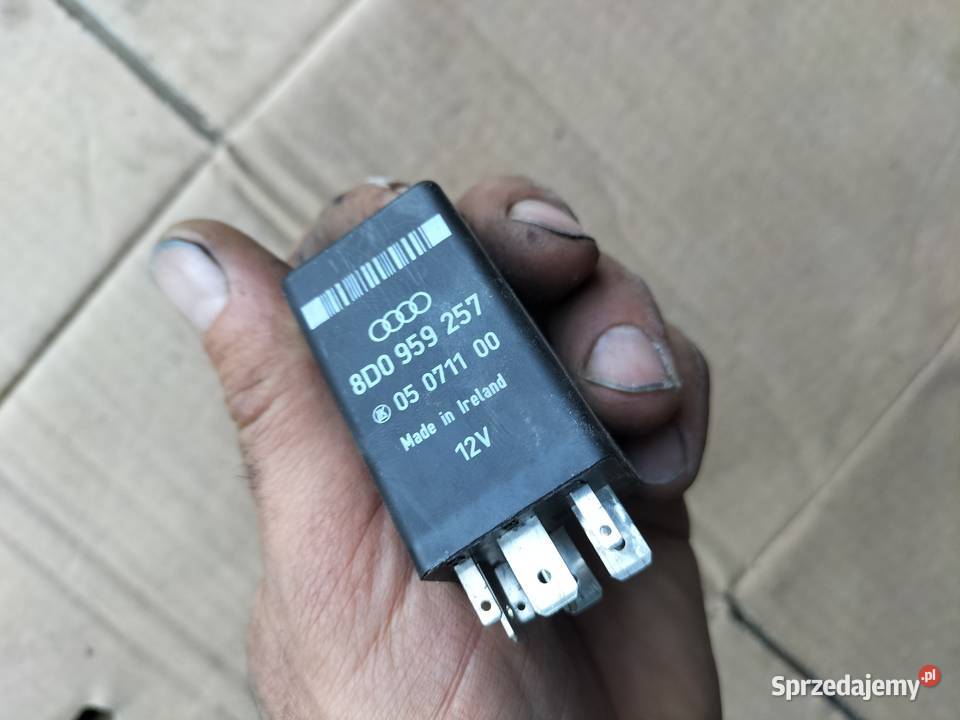 8D0 959 257
05 0711 00
Made in Ireland
12V
Sprzedajemy.pl